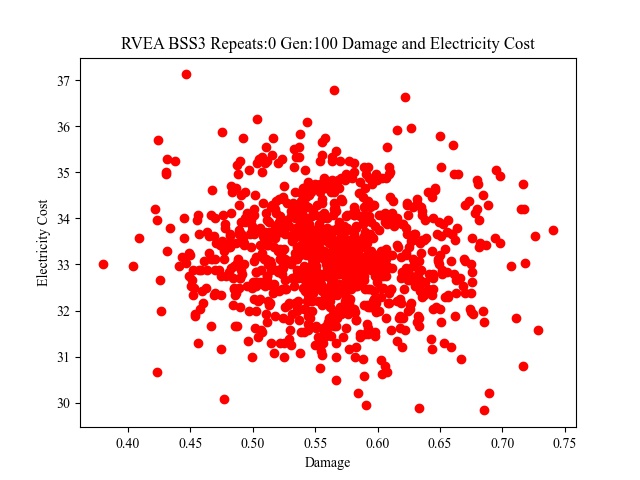 RVEA BSS3 Repeats:0 Gen:100 Damage and Electricity Cost
37
36
35
34
33
32
31
30
Electricity Cost
0.40 0.45 0.50 0.55 0.60 0.65 0.70 0.75
Damage